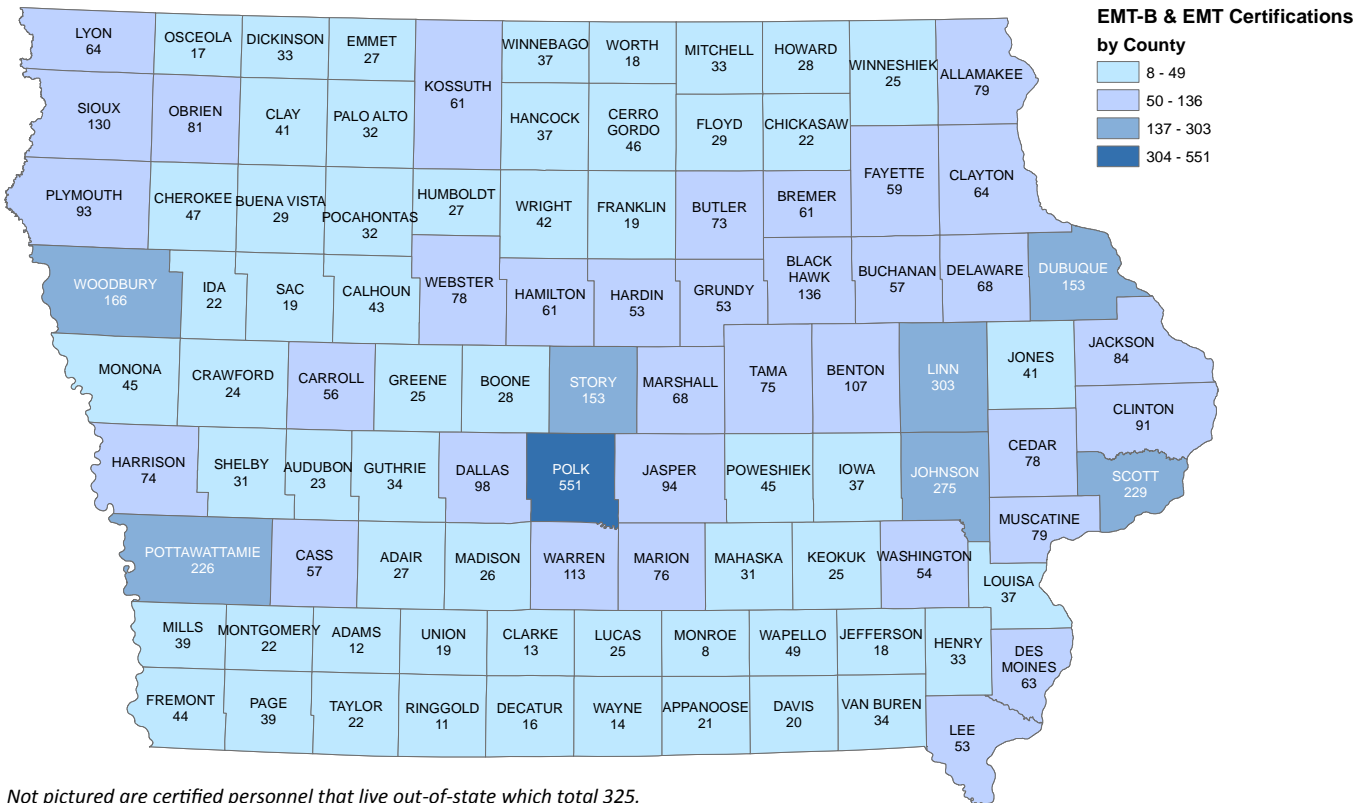 EMT-B & EMT Certifications
by County
8 - 49
50 - 136
137 - 303
304 - 551
LYON
64
OSCEOLA
17
DICKINSON
33
EMMET
27
KOSSUTH
61
WINNEBAGO
37
WORTH
18
MITCHELL
33
HOWARD
28
WINNESHIEK
25
ALLAMAKEE
79
SIOUX
130
OBRIEN
81
CLAY
41
PALO ALTO
32
HANCOCK
37
CERRO
GORDO
46
FLOYD
29
CHICKASAW
22
FAYETTE
59
CLAYTON
64
PLYMOUTH
93
CHEROKEE
47
BUENA VISTA
29
POCAHONTAS
32
HUMBOLDT
27
WRIGHT
42
FRANKLIN
19
BUTLER
73
BREMER
61
WOODBURY
166
IDA
22
SAC
19
CALHOUN
43
WEBSTER
78
HAMILTON
61
HARDIN
53
GRUNDY
53
BLACK
HAWK
136
BUCHANAN
57
DELAWARE
68
DUBUQUE
153
MONONA
45
CRAWFORD
24
CARROLL
56
GREENE
25
BOONE
28
STORY
153
MARSHALL
68
TAMA
75
BENTON
107
LINN
303
JONES
41
JACKSON
84
CLINTON
91
HARRISON
74
SHELBY
31
AUDUBON
23
GUTHRIE
34
DALLAS
98
POLK
551
JASPER
94
POWESHIEK
45
IOWA
37
JOHNSON
275
CEDAR
78
SCOTT
229
MUSCATINE
79
POTTAWATTAMIE
226
CASS
57
ADAIR
27
MADISON
26
WARREN
113
MARION
76
MAHASKA
31
KEOKUK
25
WASHINGTON
54
LOUISA
37
MILLS
39
MONTGOMERY
22
ADAMS
12
UNION
19
CLARKE
13
LUCAS
25
MONROE
8
WAPELLO
49
JEFFERSON
18
HENRY
33
DES
MOINES
63
FREMONT
44
PAGE
39
TAYLOR
22
RINGGOLD
11
DECATUR
16
WAYNE
14
APPANOOSE
21
DAVIS
20
VAN BUREN
34
LEE
53
Not pictured are certified personnel that live out-of-state which total 325.